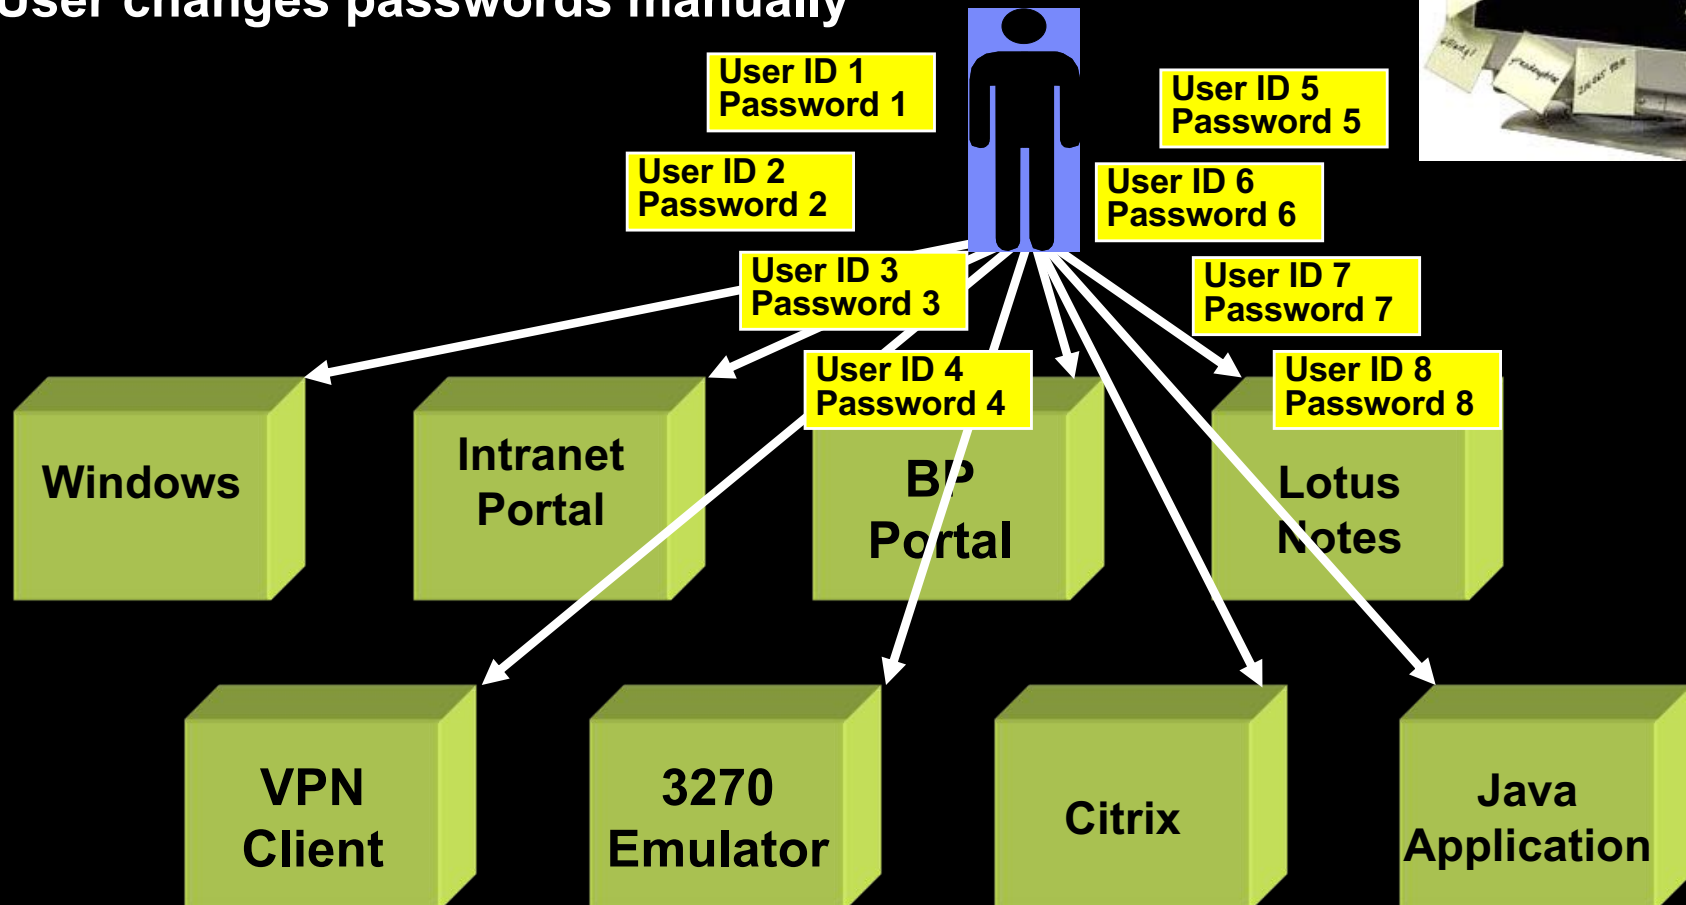 User changes passwords manually
User ID 1
Password 1
User ID 5
Password 5
User ID 2
Password 2
User ID 6
Password 6
User ID 3
Password 3
User ID 7
Password 7
User ID 4
Password 4
User ID 8
Password 8
Windows
Intranet
Portal
BP
Portal
Lotus
Notes
VPN
Client
3270
Emulator
Citrix
Java
Application